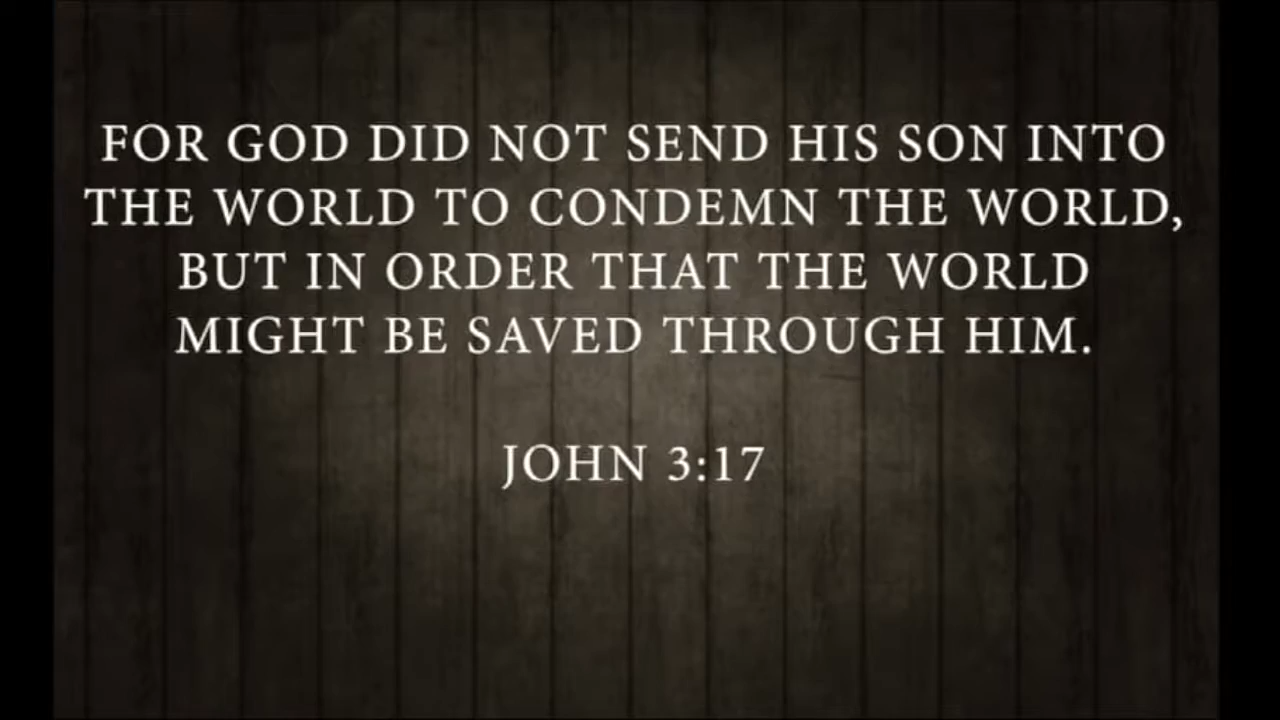 FOR GOD DID NOT SEND HIS SON INTO
THE WORLD TO CONDEMN THE WORLD,
BUT IN ORDER THAT THE WORLD
MIGHT BE SAVED THROUGH HIM.
JOHN 3:17